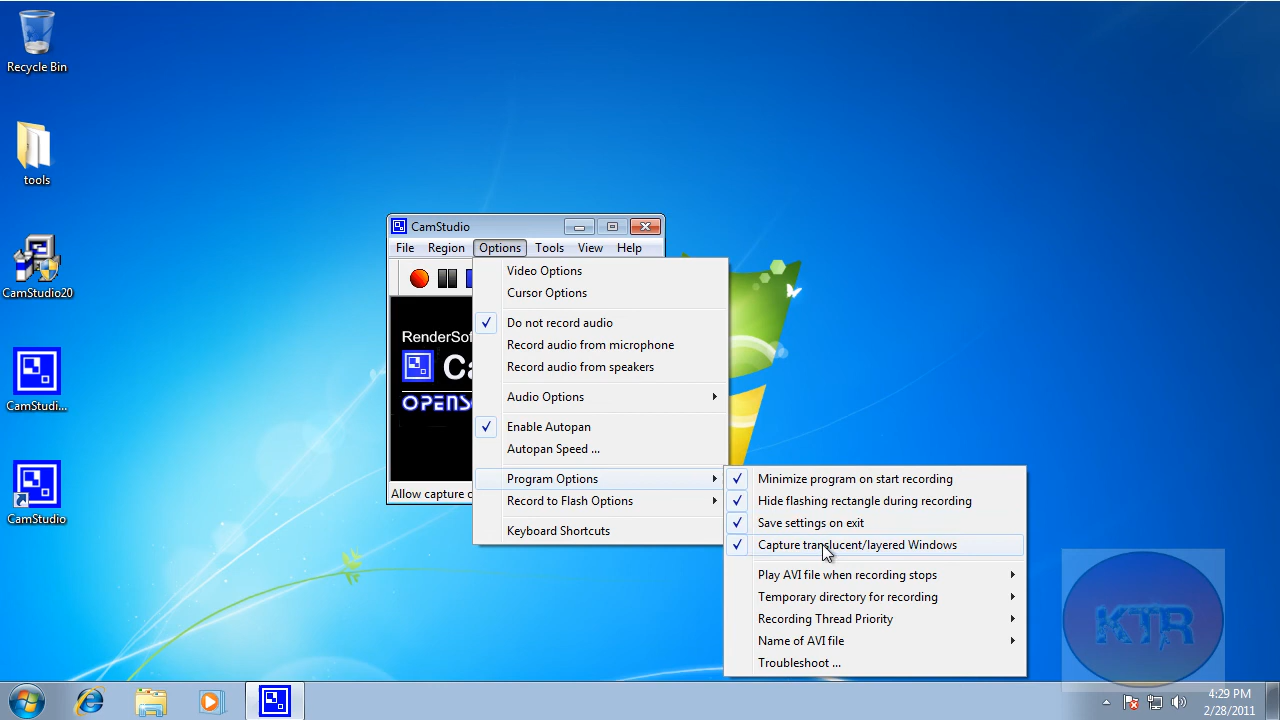 Recycle Bin
tools
CamStudio20
CamStudi...
CamStudio
CamStudio
File Region Options Tools View Help
RenderSof
Ca
OPENS
Allow capture
Video Options
Cursor Options
Do not record audio
Record audio from microphone
Record audio from speakers
Audio Options
Enable Autopan
Autopan Speed ...
Program Options
Record to Flash Options
Keyboard Shortcuts
Minimize program on start recording
Hide flashing rectangle during recording
Save settings on exit
Capture translucent/layered Windows
Play AVI file when recording stops
Temporary directory for recording
Recording Thread Priority
Name of AVI file
Troubleshoot ...
KTR
4:29 PM
2/28/2011